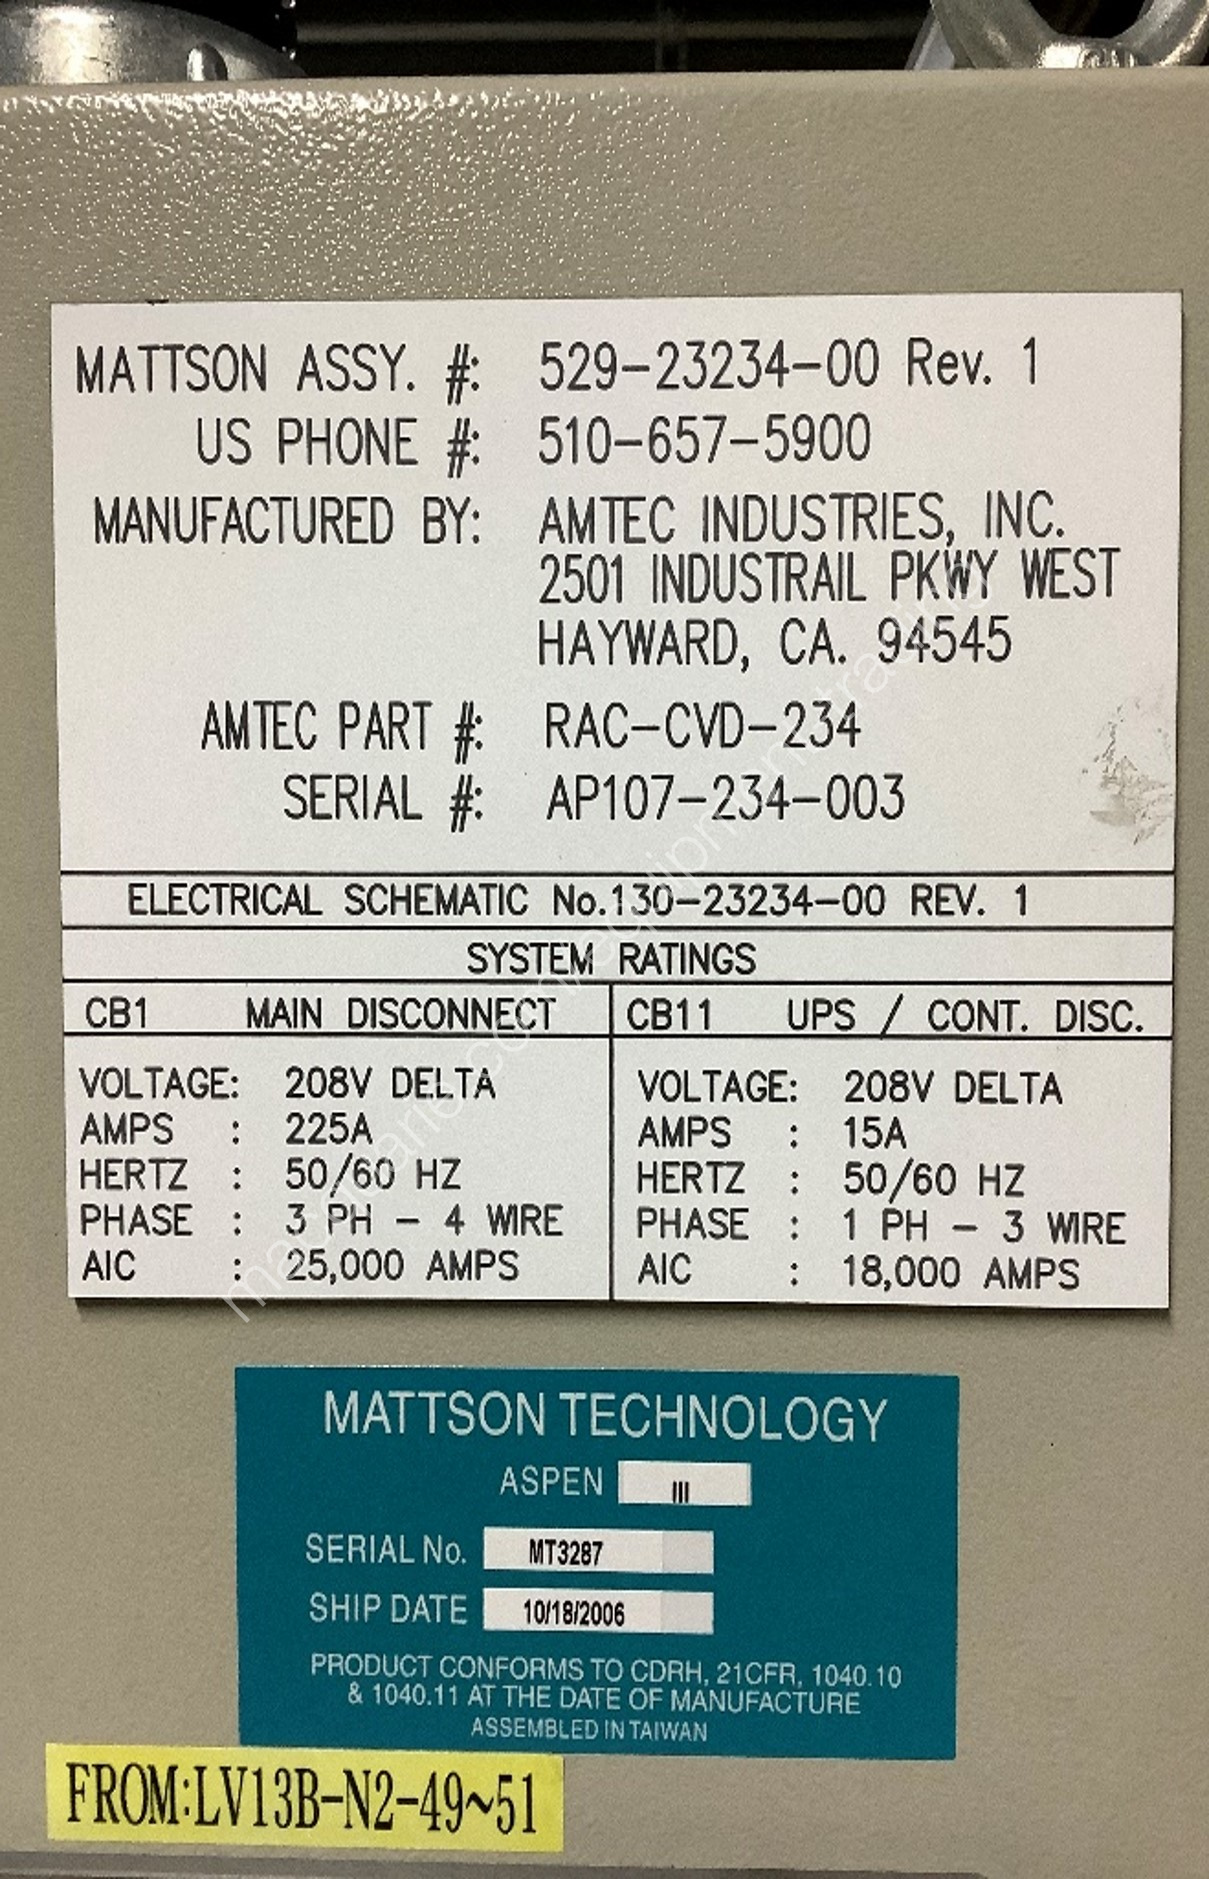 MATTSON ASSY. #: 529-23234-00 Rev. 1
US PHONE #: 510-657-5900
MANUFACTURED BY: AMTEC INDUSTRIES, INC.
2501 INDUSTRAIL PKWY WEST
HAYWARD, CA. 94545
AMTEC PART #: RAC-CVD-234
SERIAL #: AP107-234-003
ELECTRICAL SCHEMATIC No.130-23234-00 REV. 1
SYSTEM RATINGS
CB1 MAIN DISCONNECT
VOLTAGE: 208V DELTA
AMPS : 225A
HERTZ : 50/60 HZ
PHASE : 3 PH - 4 WIRE
AIC : 25,000 AMPS
CB11 UPS / CONT. DISC.
VOLTAGE: 208V DELTA
AMPS : 15A
HERTZ : 50/60 HZ
PHASE : 1 PH - 3 WIRE
AIC : 18,000 AMPS
MATTSON TECHNOLOGY
ASPEN III
SERIAL No. MT3287
SHIP DATE 10/18/2006
PRODUCT CONFORMS TO CDRH, 21CFR, 1040.10
& 1040.11 AT THE DATE OF MANUFACTURE
ASSEMBLED IN TAIWAN
FROM:LV13B-N2-49~51